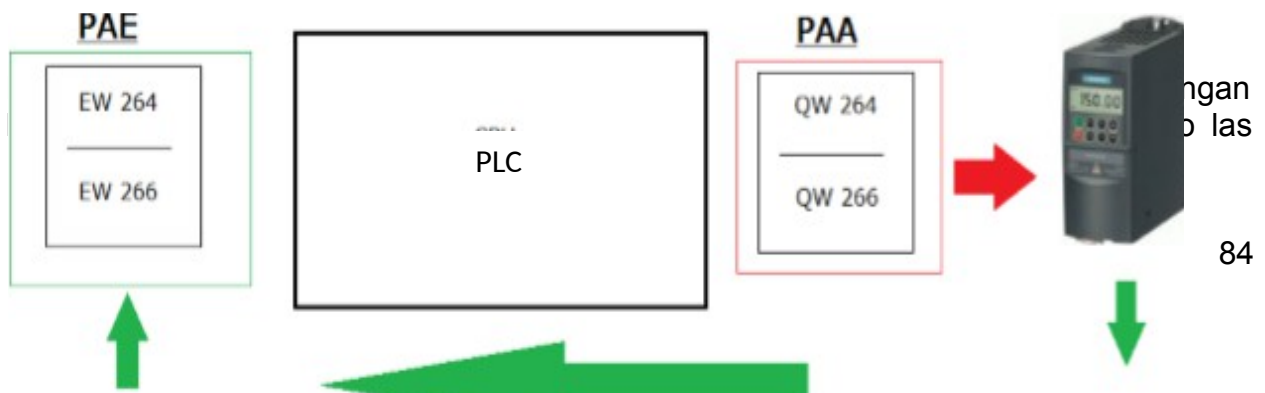 PAE
EW 264
EW 266
PLC
PAA
QW 264
QW 266
150.00
ngan
las
84